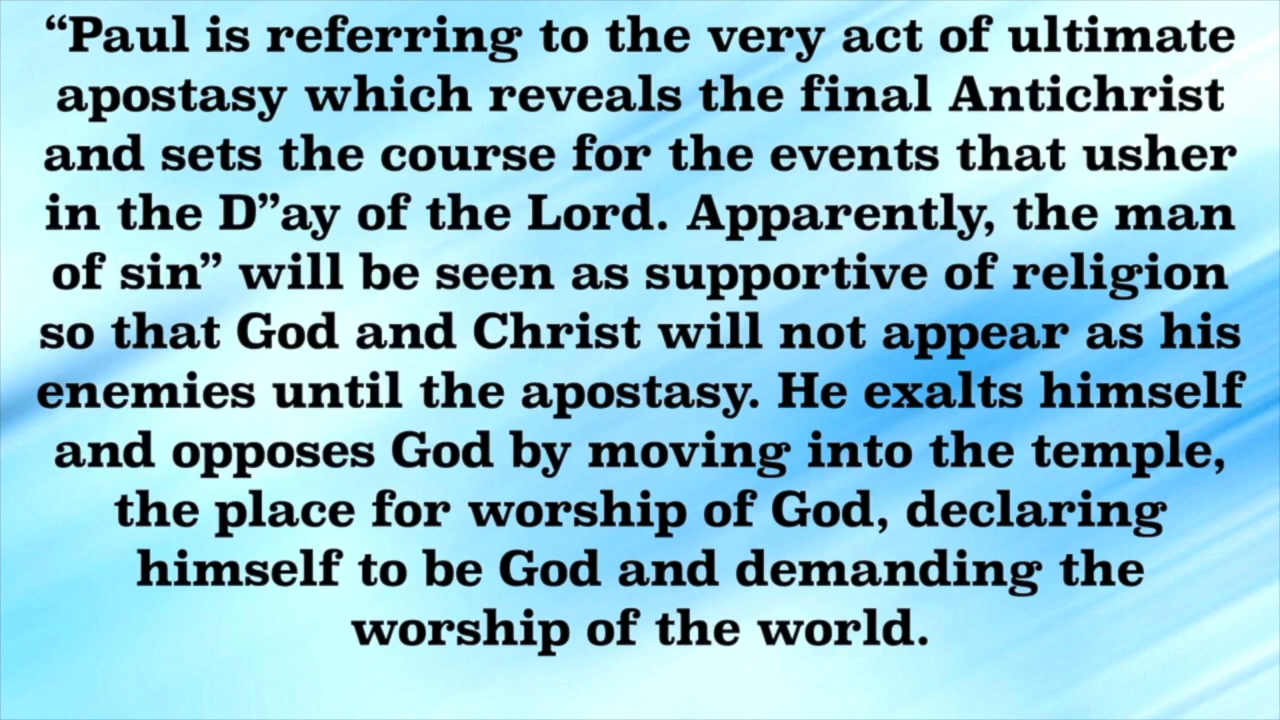 “Paul is referring to the very act of ultimate
apostasy which reveals the final Antichrist
and sets the course for the events that usher
in the D”ay of the Lord. Apparently, the man
of sin” will be seen as supportive of religion
so that God and Christ will not appear as his
enemies until the apostasy. He exalts himself
and opposes God by moving into the temple,
the place for worship of God, declaring
himself to be God and demanding the
worship of the world.